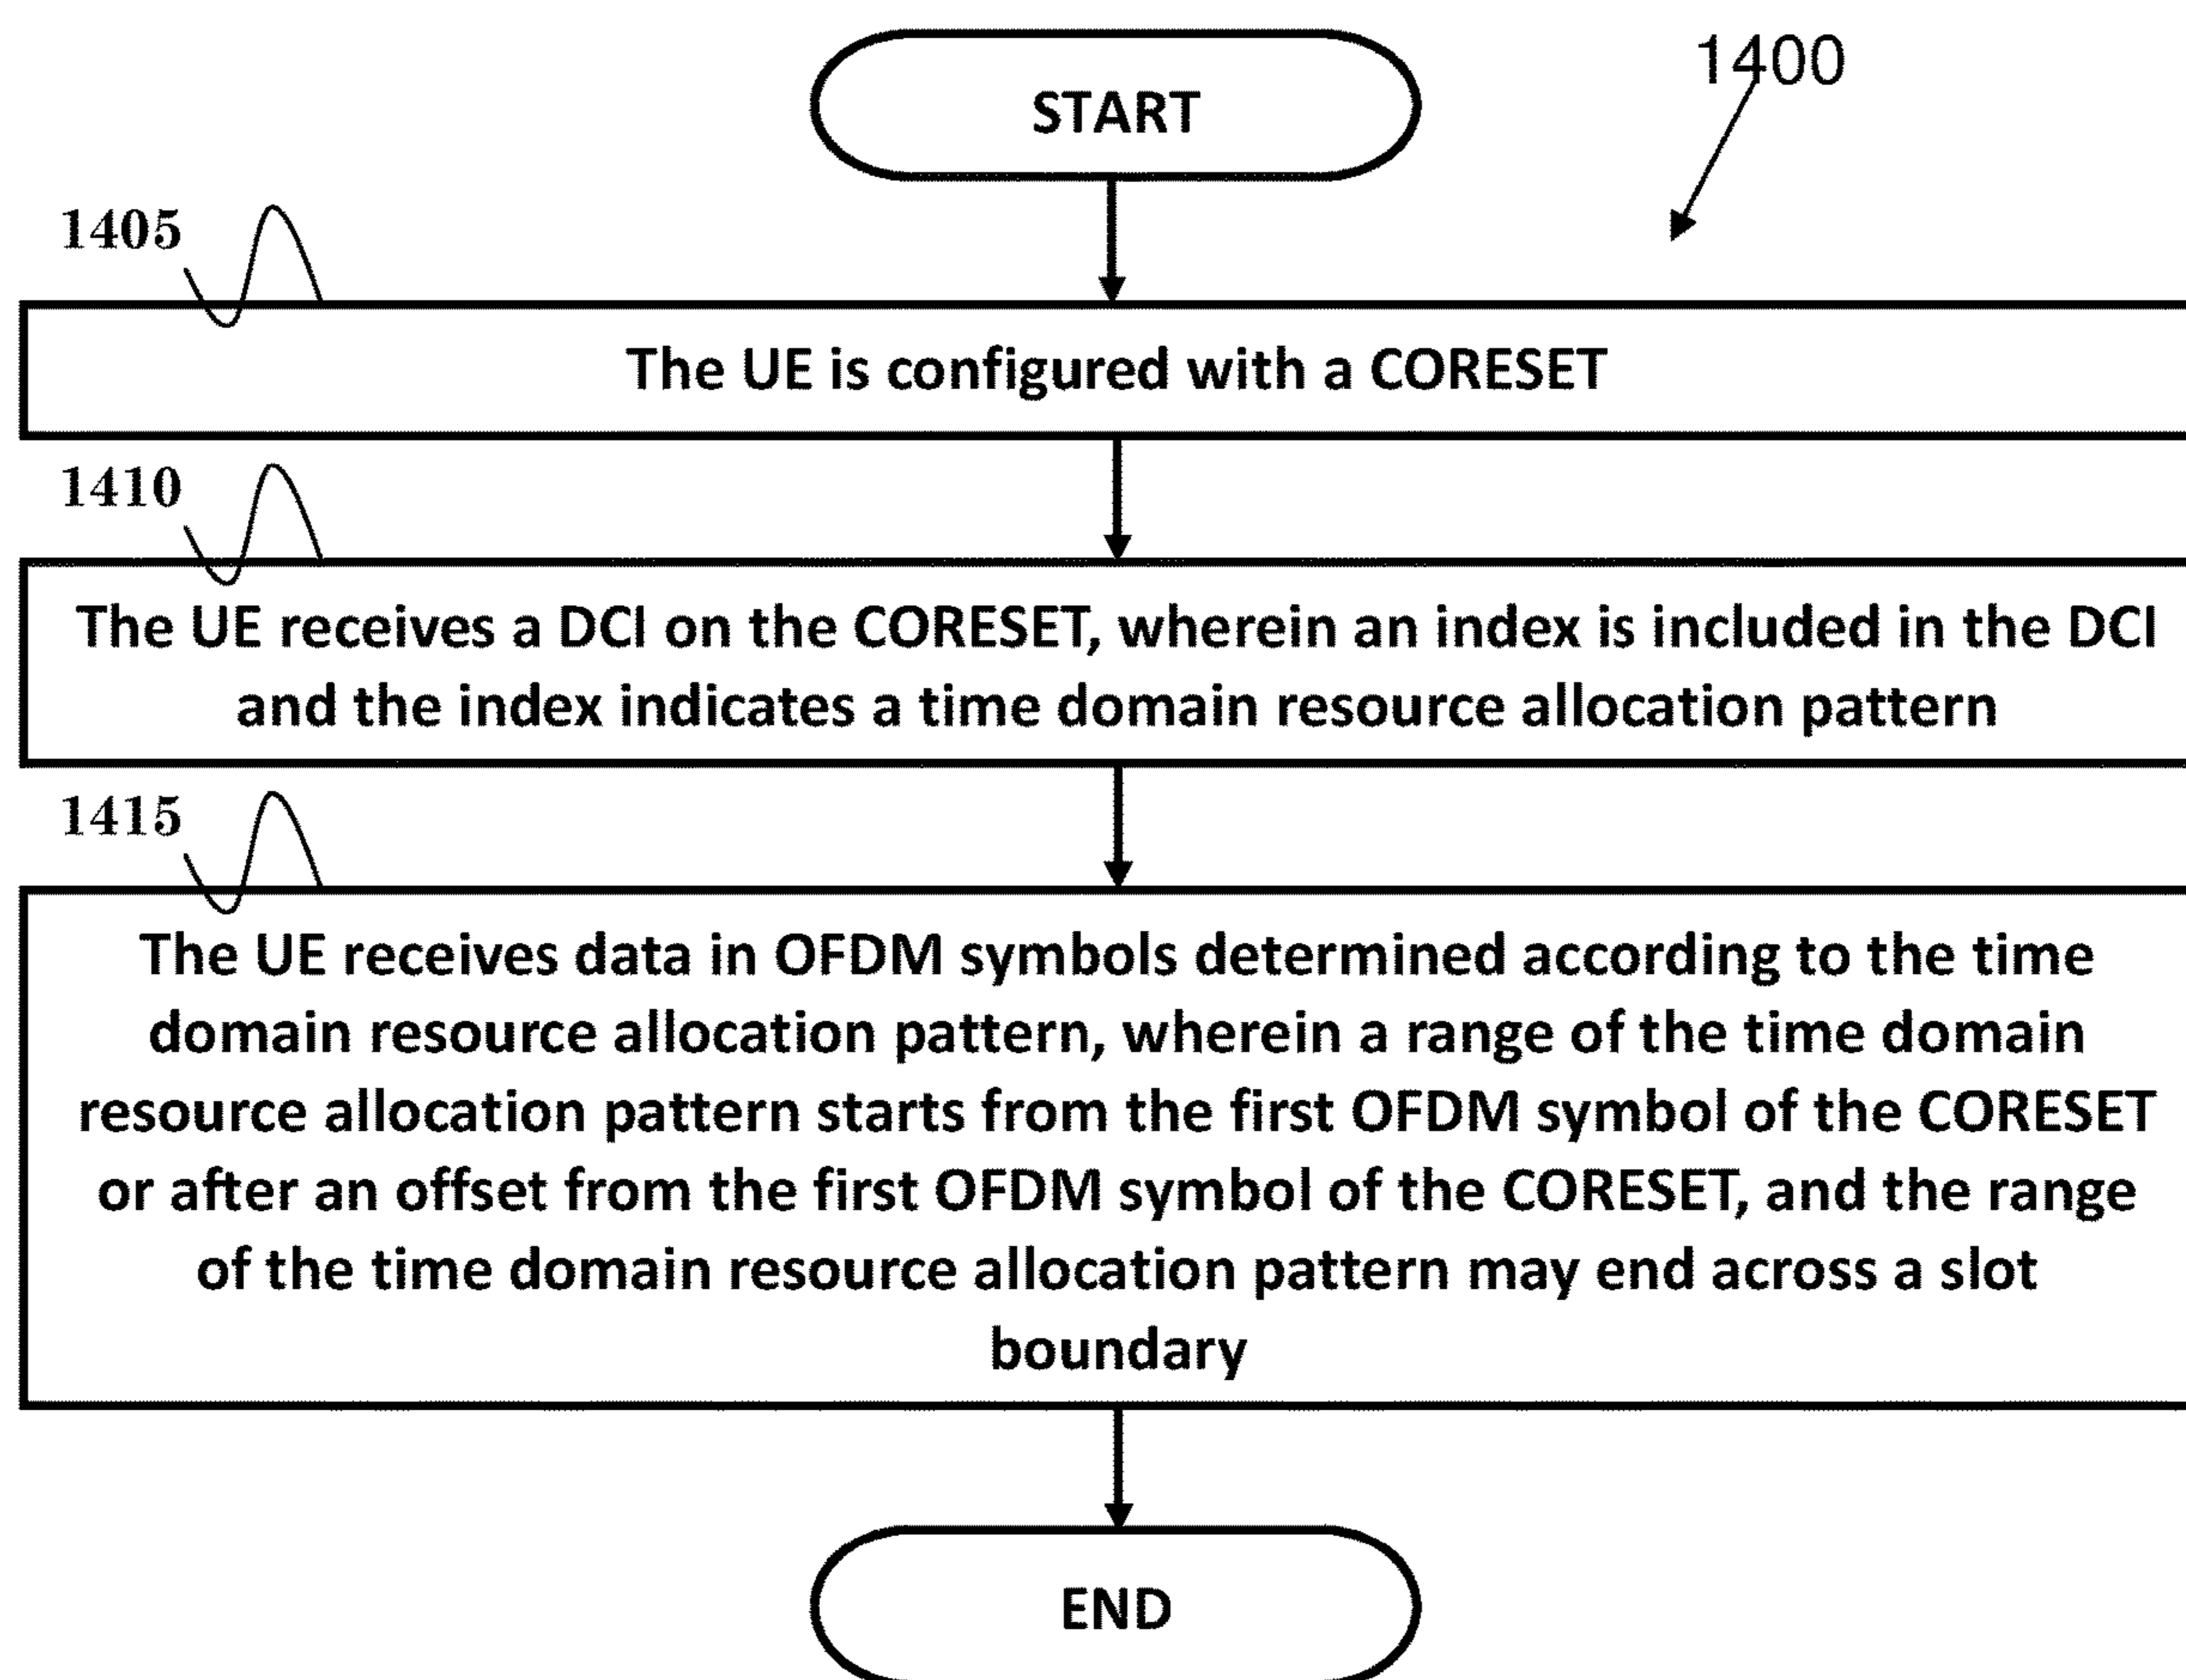 START
1400
1405
The UE is configured with a CORESET
1410
The UE receives a DCI on the CORESET, wherein an index is included in the DCI
and the index indicates a time domain resource allocation pattern
1415
The UE receives data in OFDM symbols determined according to the time
domain resource allocation pattern, wherein a range of the time domain
resource allocation pattern starts from the first OFDM symbol of the CORESET
or after an offset from the first OFDM symbol of the CORESET, and the range
of the time domain resource allocation pattern may end across a slot
boundary
END